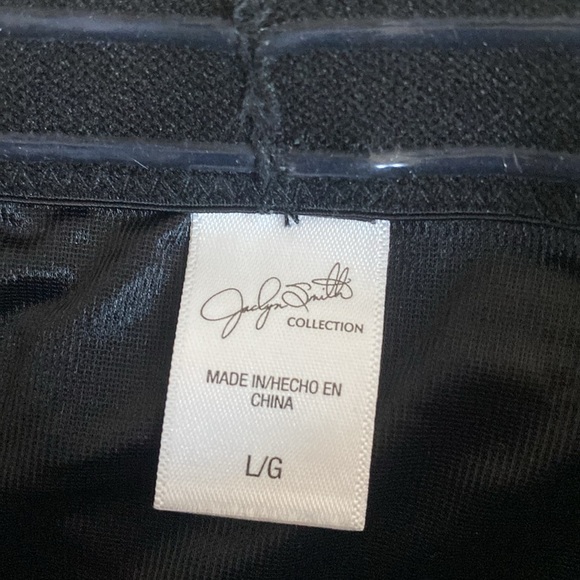 Jaclyn Smith
COLLECTION
MADE IN/HECHO EN
CHINA
L/G